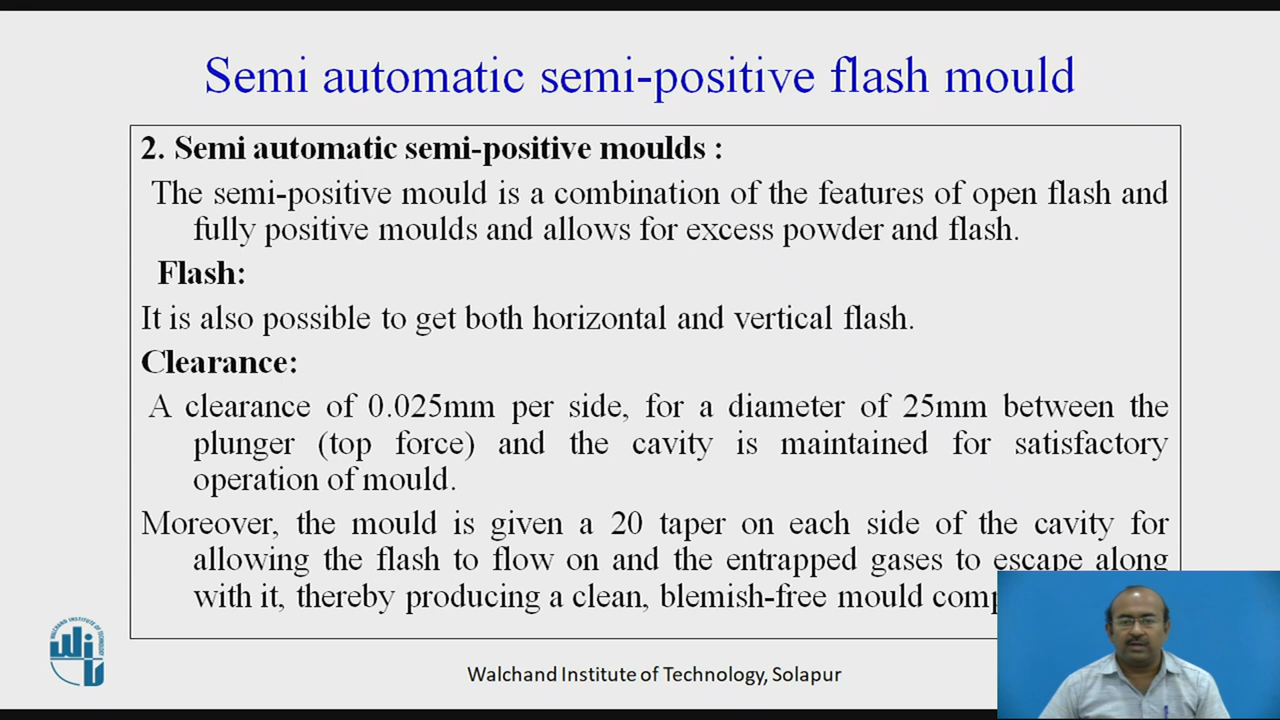 Semi automatic semi-positive flash mould
2. Semi automatic semi-positive moulds :
The semi-positive mould is a combination of the features of open flash and
fully positive moulds and allows for excess powder and flash.
Flash:
It is also possible to get both horizontal and vertical flash.
Clearance:
A clearance of 0.025mm per side, for a diameter of 25mm between the
plunger (top force) and the cavity is maintained for satisfactory
operation of mould.
Moreover, the mould is given a 20 taper on each side of the cavity for
allowing the flash to flow on and the entrapped gases to escape along
with it, thereby producing a clean, blemish-free mould
WALCHAND INSTITUTE OF TECHNOLOGY
Walchand Institute of Technology, Solapur